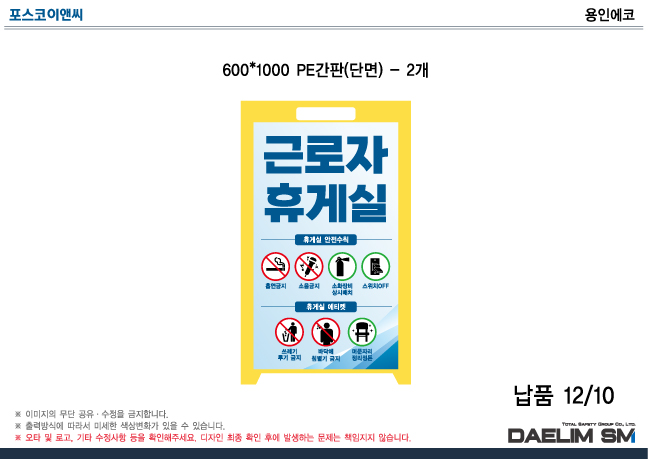 포스코이앤씨
용인에코
600*1000 PE간판(단면) - 2개
근로자
휴게실
휴게실 안전수칙
흡연금지
소음금지
소화장비
상시배치
스위치OFF
휴게실 에티켓
쓰레기
투기 금지
바닥에
침뱉기 금지
머문자리
정리정돈
납품 12/10
※ 이미지의 무단 공유 · 수정을 금지합니다.
※ 출력방식에 따라서 미세한 색상변화가 있을 수 있습니다.
※ 오타 및 로고, 기타 수정사항 등을 확인해주세요. 디자인 최종 확인 후에 발생하는 문제는 책임지지 않습니다.
Total Safety Group Co., Ltd.
DAELIM SM